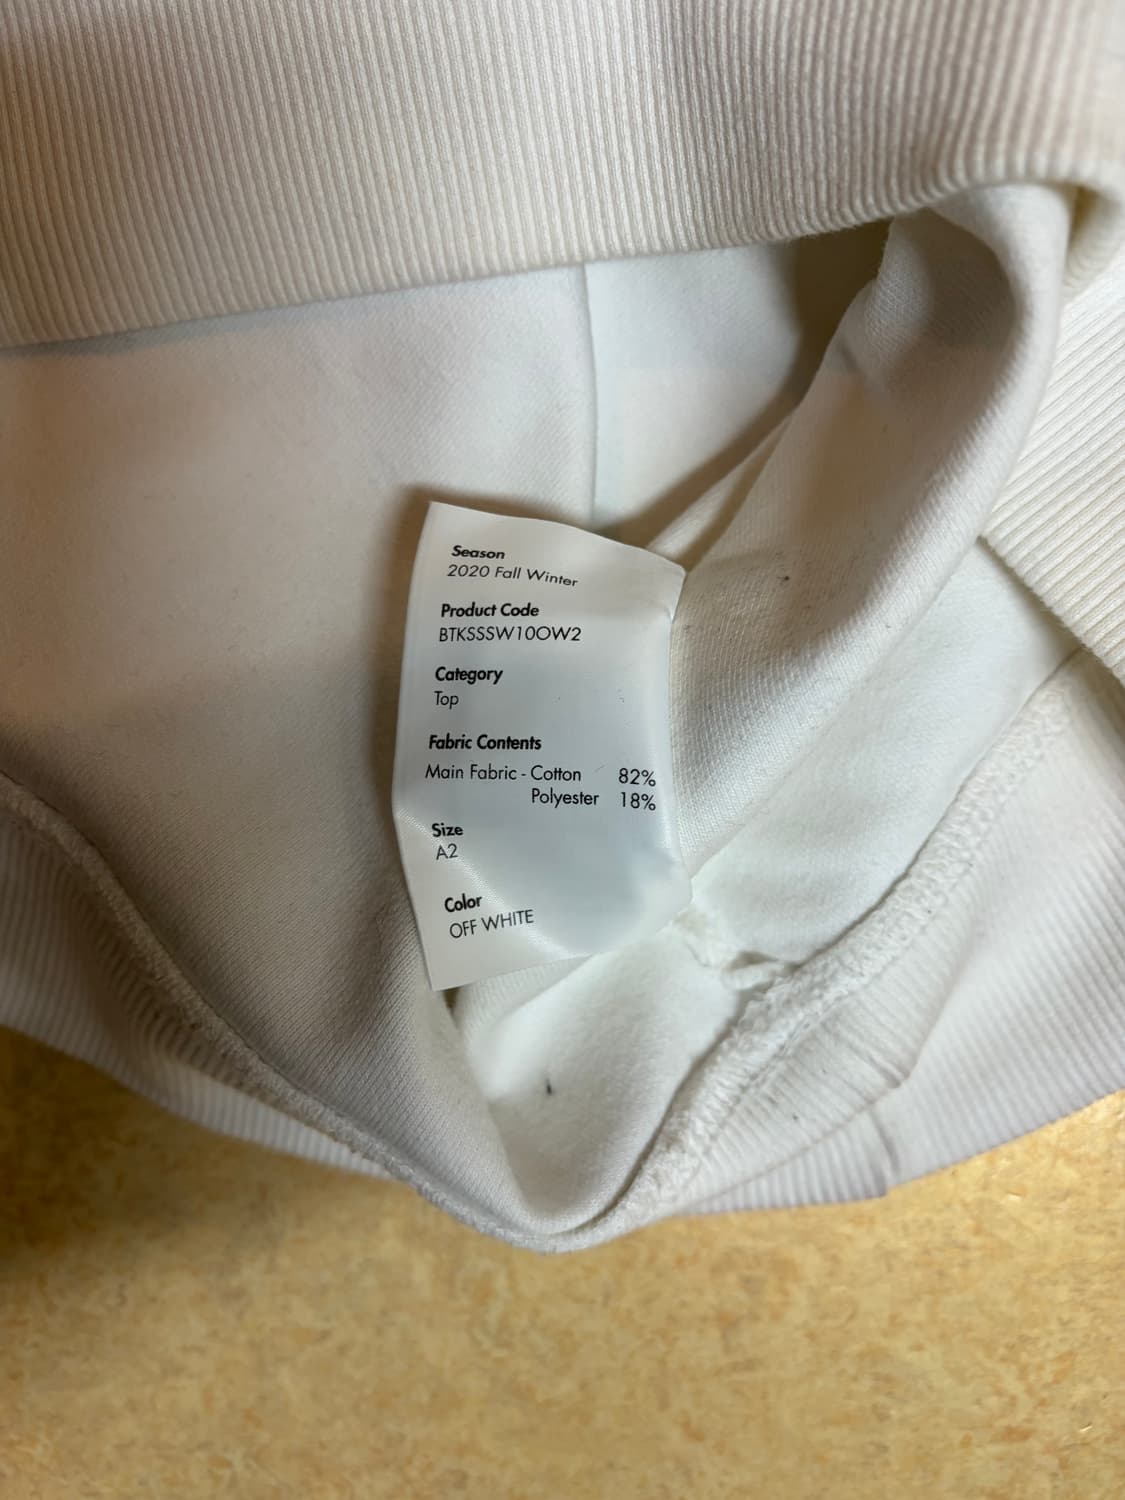 Season
2020 Fall Winter
Product Code
BTKSSSW10OW2
Category
Top
Fabric Contents
Main Fabric - Cotton 82%
Polyester 18%
Size
A2
Color
OFF WHITE